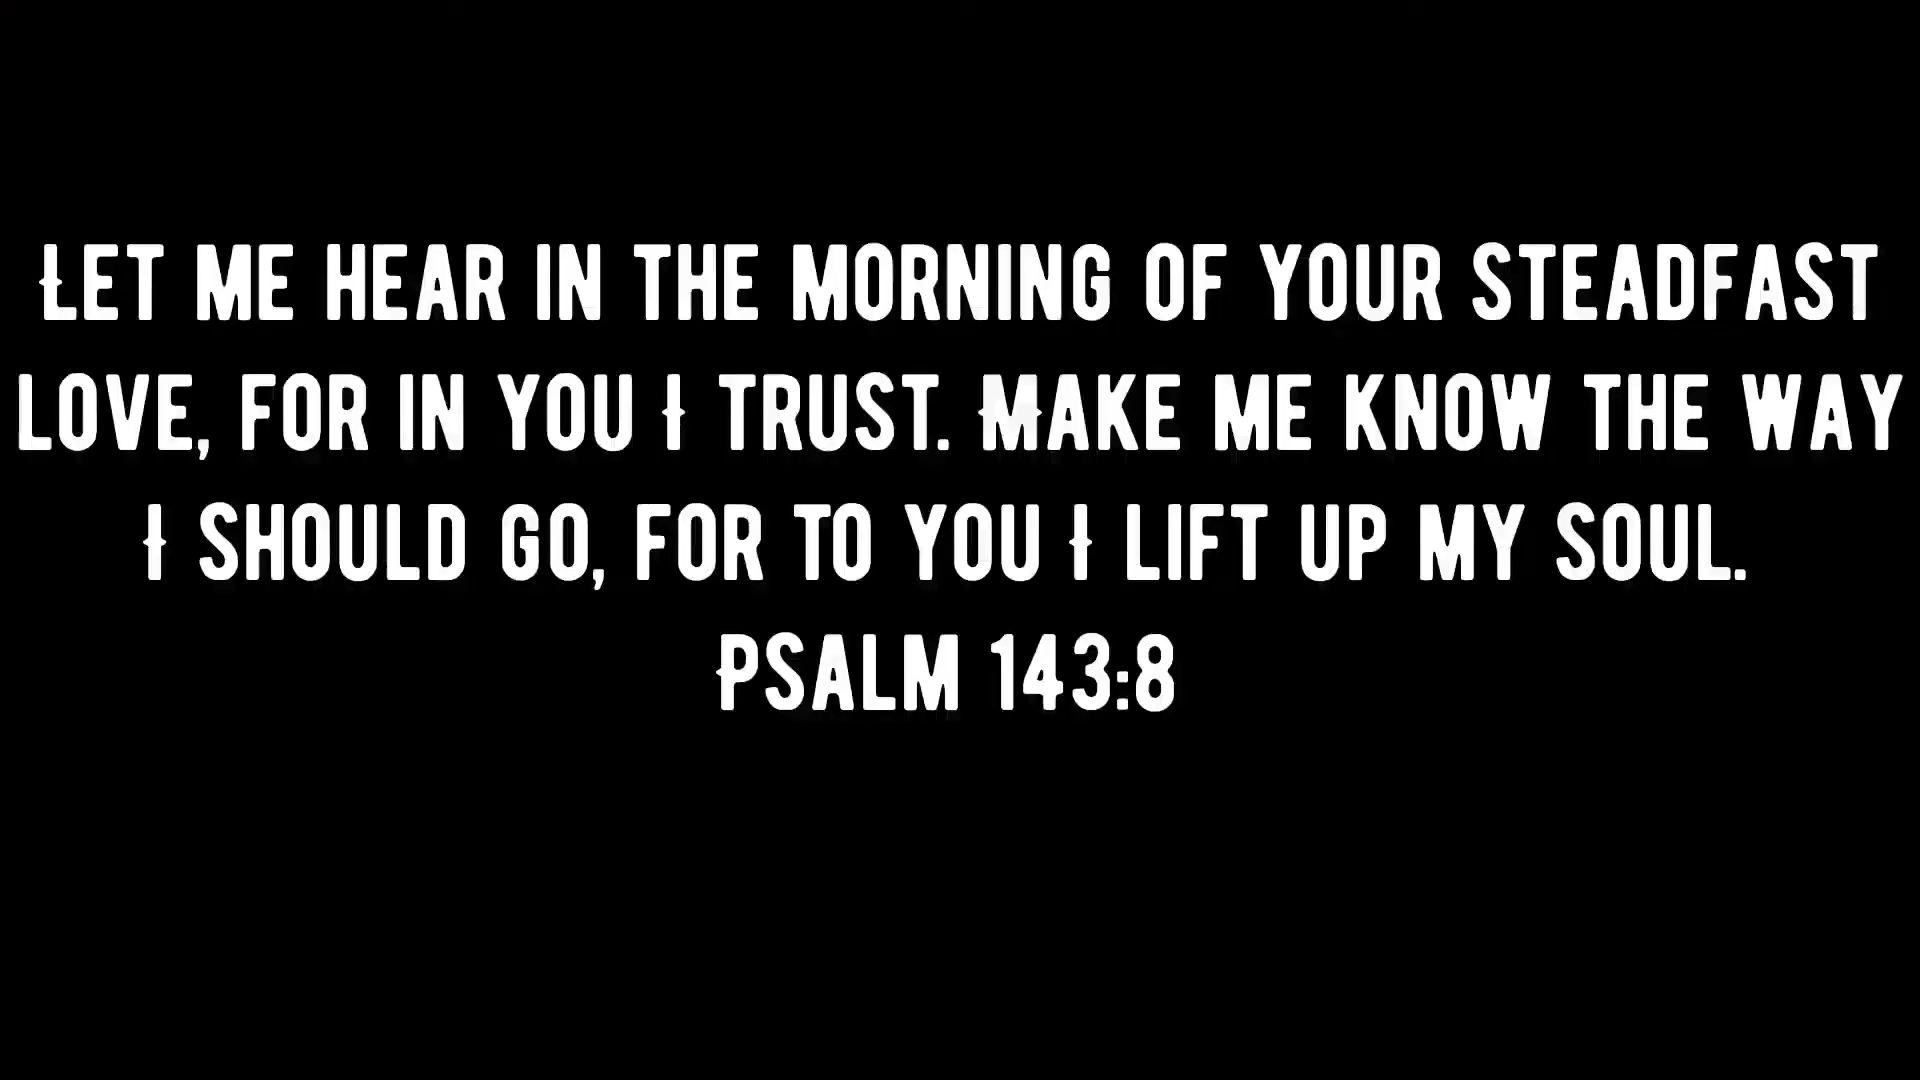 Let me hear in the morning of your steadfast
love, for in you I trust. Make me know the way
I should go, for to you I lift up my soul.
Psalm 143:8